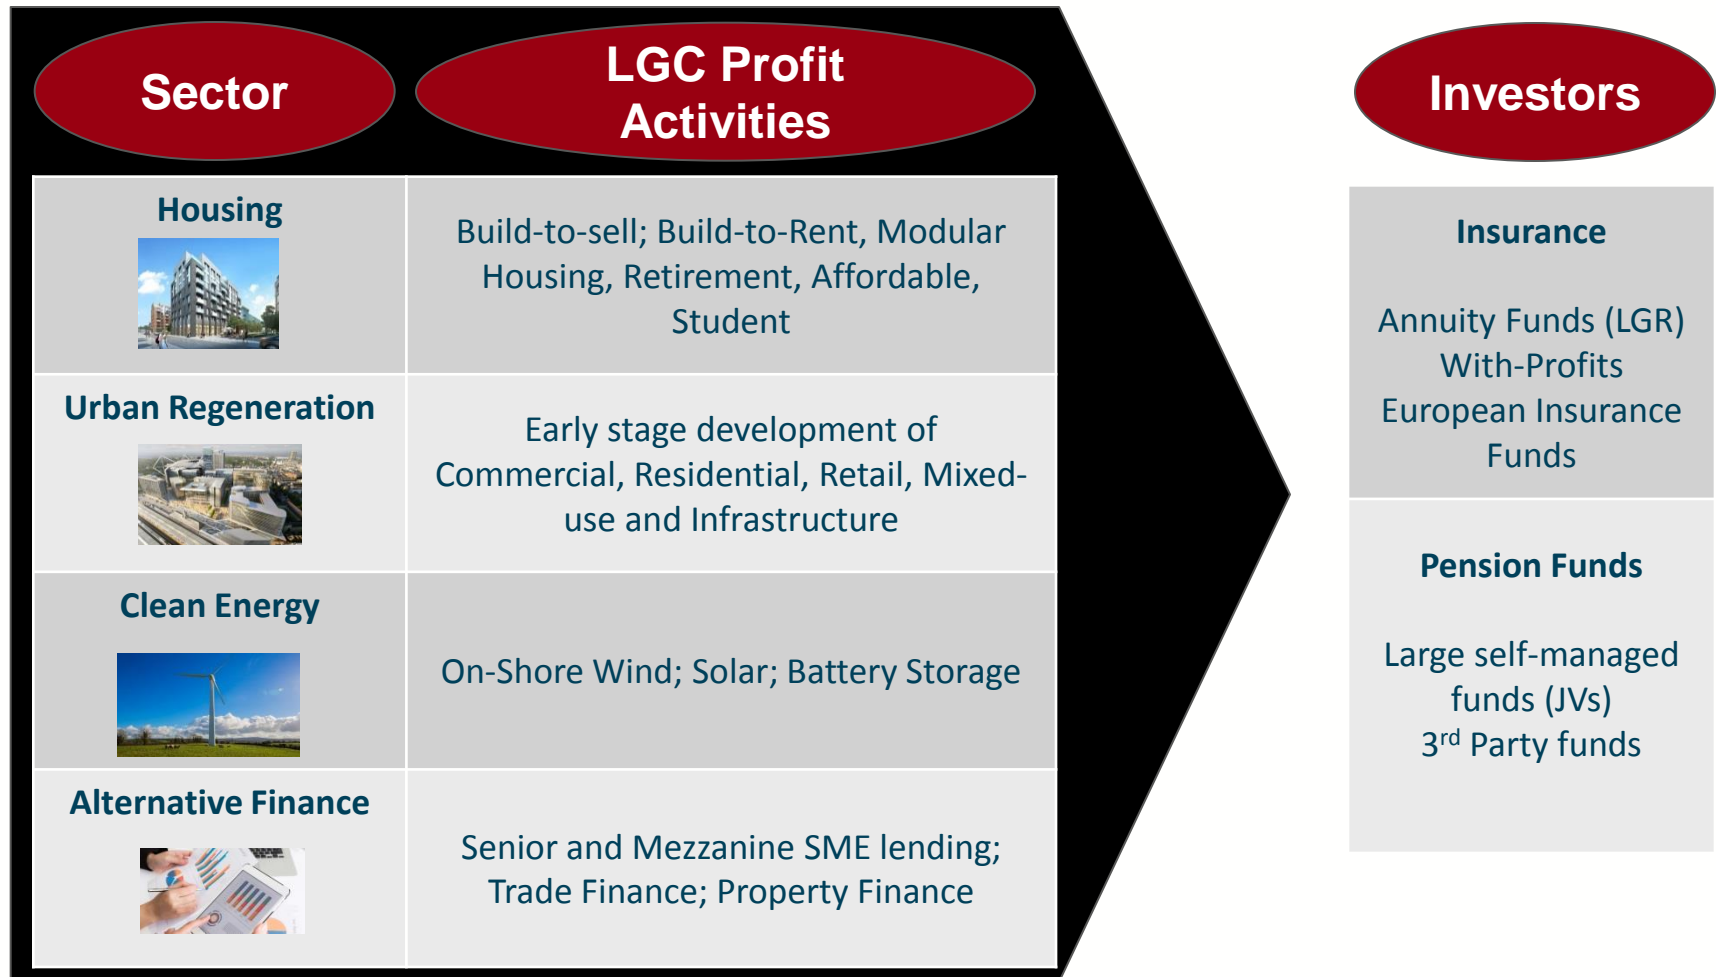 Sector
LGC Profit
Activities
Investors
Housing
Build-to-sell; Build-to-Rent, Modular
Housing, Retirement, Affordable,
Student
Urban Regeneration
Early stage development of
Commercial, Residential, Retail, Mixed-
use and Infrastructure
Clean Energy
On-Shore Wind; Solar; Battery Storage
Alternative Finance
Senior and Mezzanine SME lending;
Trade Finance; Property Finance
Insurance
Annuity Funds (LGR)
With-Profits
European Insurance
Funds
Pension Funds
Large self-managed
funds (JVs)
3rd Party funds